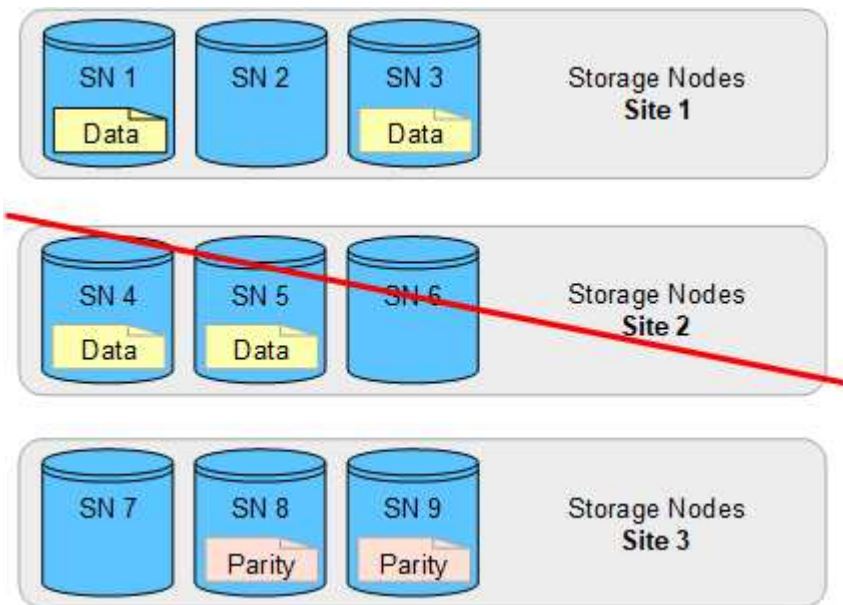 SN 1 SN 2 SN 3 Storage Nodes
Site 1
Data Data
SN 4 SN 5 SN 6 Storage Nodes
Site 2
Data Data
SN 7 SN 8 SN 9 Storage Nodes
Site 3
Parity Parity